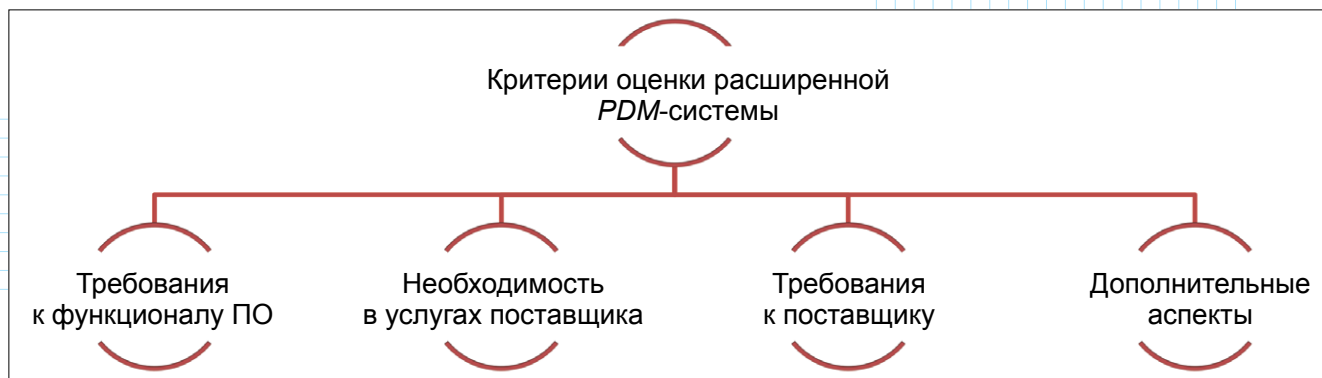 Критерии оценки расширенной
PDM-системы
Требования
к функционалу ПО
Необходимость
в услугах поставщика
Требования
к поставщику
Дополнительные
аспекты